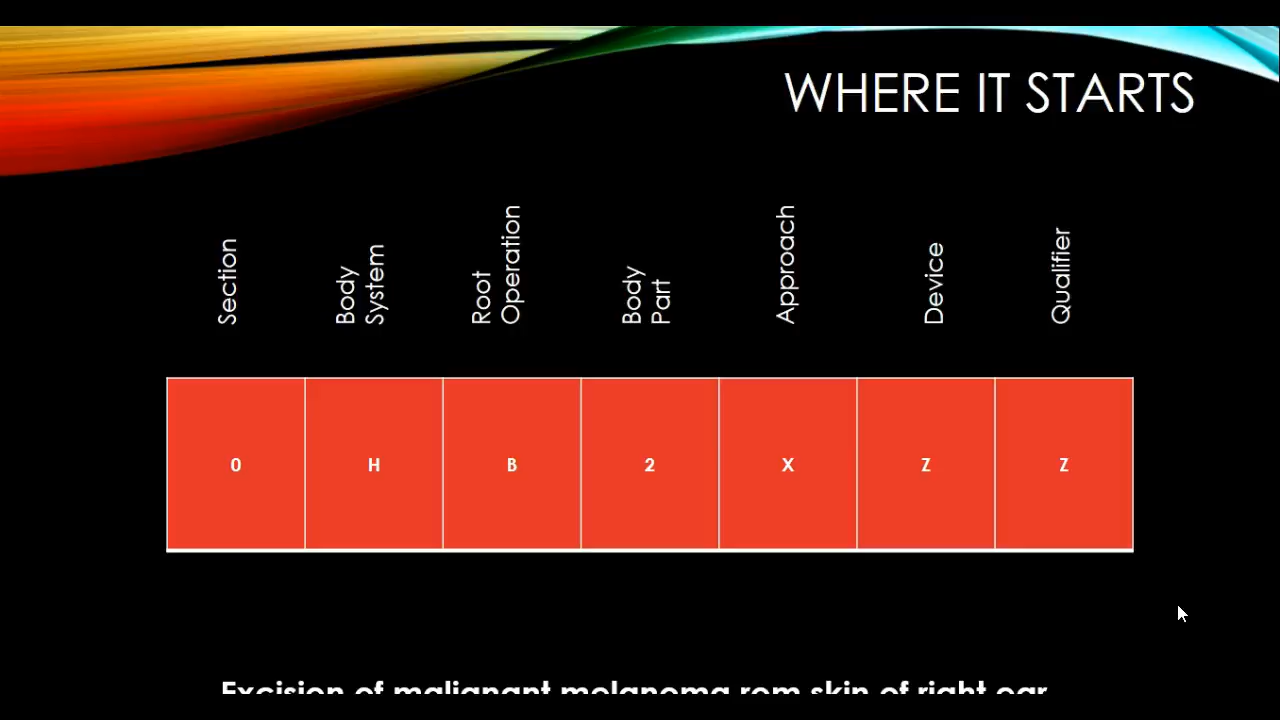 WHERE IT STARTS
Section
Body
System
Root
Operation
Body
Part
Approach
Device
Qualifier
0 H B 2 X Z Z
Excision of malignant melanoma rom skin of right ear